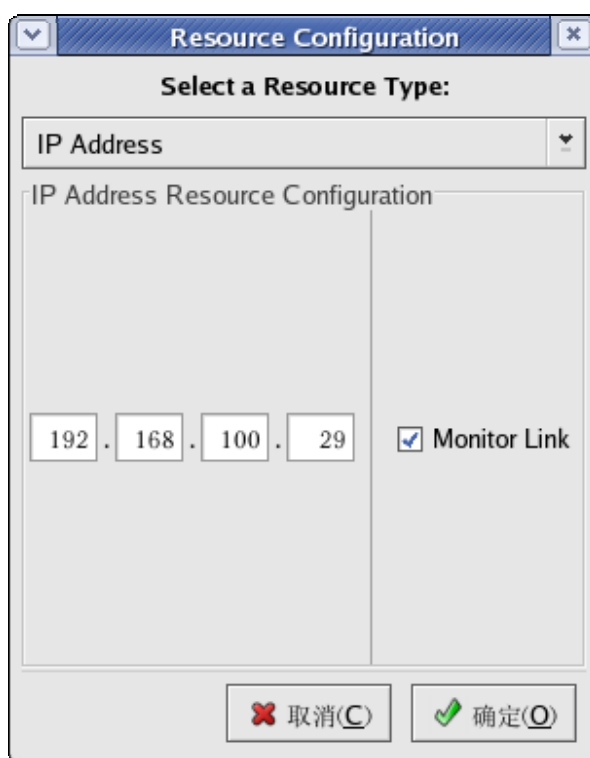 Resource Configuration
Select a Resource Type:
IP Address
IP Address Resource Configuration
192 . 168 . 100 . 29
Monitor Link
取消(C)
确定(O)